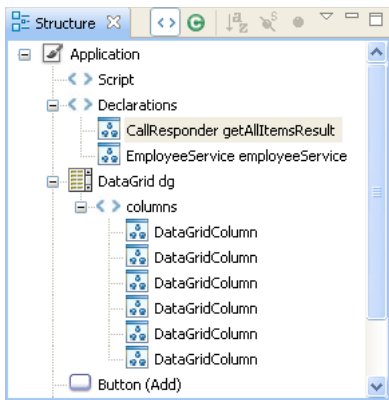 Structure
Application
Script
Declarations
CallResponder getAllItemsResult
EmployeeService employeeService
DataGrid dg
columns
DataGridColumn
DataGridColumn
DataGridColumn
DataGridColumn
DataGridColumn
DataGridColumn
Button (Add)